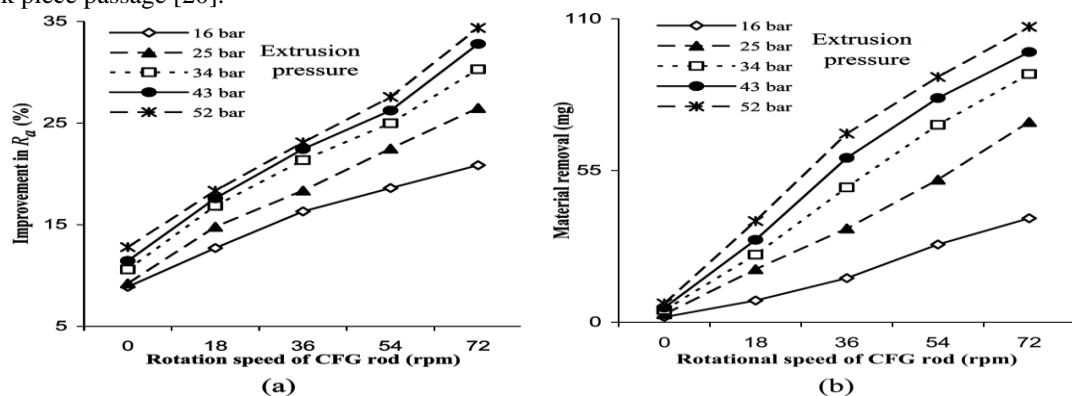 k piece passage [20].
35
16 bar
25 bar
34 bar
43 bar
52 bar
Extrusion
pressure
Improvement in Ra (%)
25
15
5
0 18 36 54 72
Rotation speed of CFG rod (rpm)
(a)
110
16 bar
25 bar
34 bar
43 bar
52 bar
Extrusion
pressure
Material removal (mg)
55
0
0 18 36 54 72
Rotational speed of CFG rod (rpm)
(b)